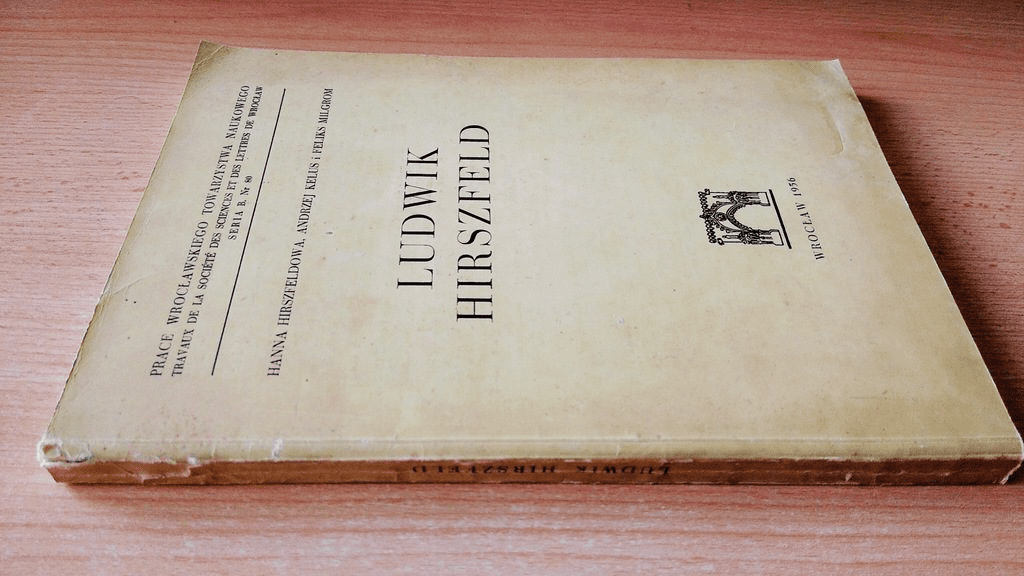 PRACE WROCŁAWSKIEGO TOWARZYSTWA NAUKOWEGO
TRAVAUX DE LA SOCIÉTÉ DES SCIENCES ET DES LETTRES DE WROCŁAW
SERIA B. Nr 80
HANNA HIRSZFELDOWA, ANDRZEJ KELUS i FELIKS MILGROM
LUDWIK
HIRSZFELD
WROCŁAW 1956
LUDWIK HIRSZFELD